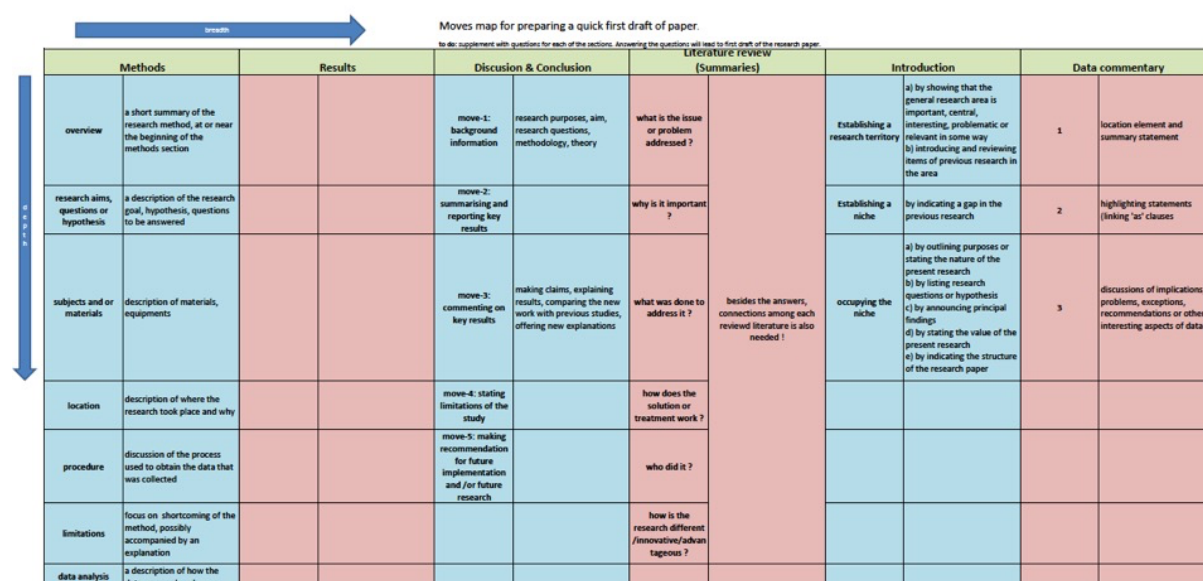 breadth
Moves map for preparing a quick first draft of paper.
to do: supplement with questions for each of the sections. Answering the questions will lead to first draft of the research paper.
depth
Methods
Results
Discusion & Conclusion
Literature review
(Summaries)
Introduction
Data commentary
overview
a short summary of the
research method, at or near
the beginning of the
methods section
move-1:
background
information
research purposes, aim,
research questions,
methodology, theory
what is the issue
or problem
addressed ?
Establishing a
research territory
a) by showing that the
general research area is
important, central,
interesting, problematic or
relevant in some way
b) introducing and reviewing
items of previous research in
the area
1
location element and
summary statement
research aims,
questions or
hypothesis
a description of the research
goal, hypothesis, questions
to be answered
move-2:
summarising and
reporting key
results
why is it important
?
Establishing a
niche
by indicating a gap in the
previous research
2
highlighting statements
(linking 'as' clauses
subjects and or
materials
description of materials,
equipments
move-3:
commenting on
key results
making claims, explaining
results, comparing the new
work with previous studies,
offering new explanations
what was done to
address it ?
besides the answers,
connections among each
reviewd literature is also
needed !
occupying the
niche
a) by outlining purposes or
stating the nature of the
present research
b) by listing research
questions or hypothesis
c) by announcing principal
findings
d) by stating the value of the
present research
e) by indicating the structure
of the research paper
3
discussions of implications
problems, exceptions,
recommendations or other
interesting aspects of data
location
description of where the
research took place and why
move-4: stating
limitations of the
study
how does the
solution or
treatment work ?
procedure
discussion of the process
used to obtain the data that
was collected
move-5: making
recommendation
for future
implementation
and /or future
research
who did it ?
limitations
focus on shortcoming of the
method, possibly
accompanied by an
explanation
how is the
research different
/innovative/advan
tageous ?
data analysis
a description of how the